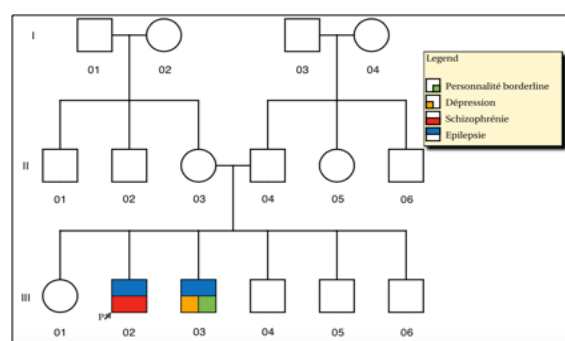 I
01 02 03 04
Legend
Personnalité borderline
Dépression
Schizophrénie
Epilepsie
II
01 02 03 04 05 06
III
P
01 02 03 04 05 06